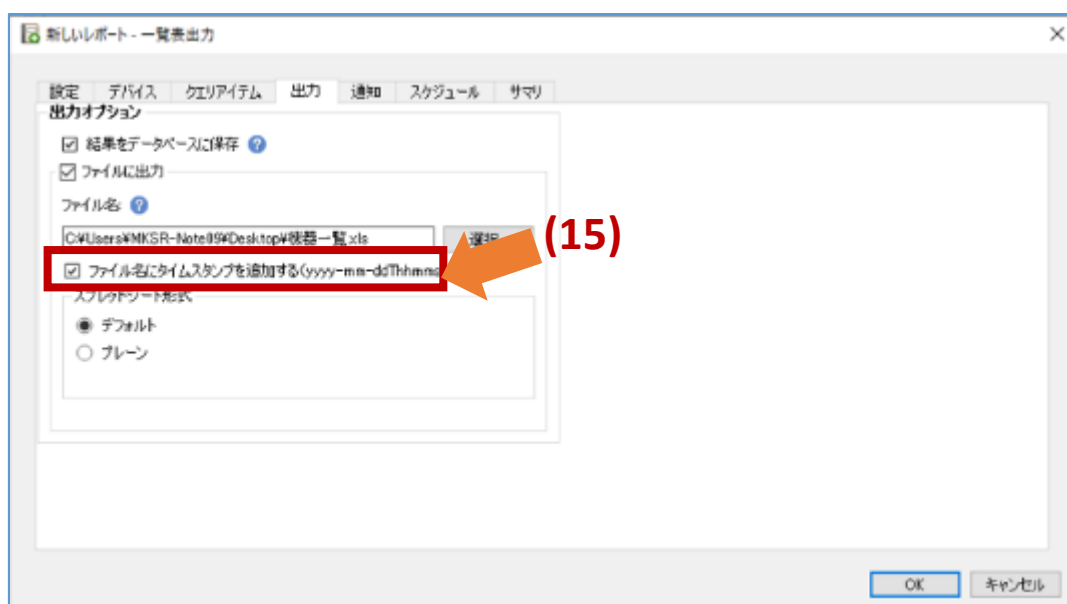 新しいレポート - 一覧表出力
設定 デバイス クエリアイテム 出力 通知 スケジュール サマリ
出力オプション
結果をデータベースに保存 ?
ファイルに出力
ファイル名: ?
C:¥Users¥MKSR-Note09¥Desktop¥機器一覧.xls 選択
(15)
ファイル名にタイムスタンプを追加する(yyyy-mm-ddThhmms
スプレッドシート形式
デフォルト
プレーン
OK キャンセル